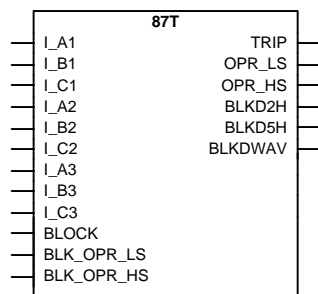 87T
I_A1 TRIP
I_B1 OPR_LS
I_C1 OPR_HS
I_A2 BLKD2H
I_B2 BLKD5H
I_C2 BLKDWAV
I_A3
I_B3
I_C3
BLOCK
BLK_OPR_LS
BLK_OPR_HS